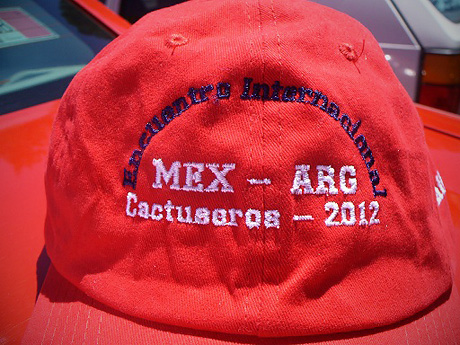 Encuentro Internacional
MEX - ARG
Cactuseros - 2012